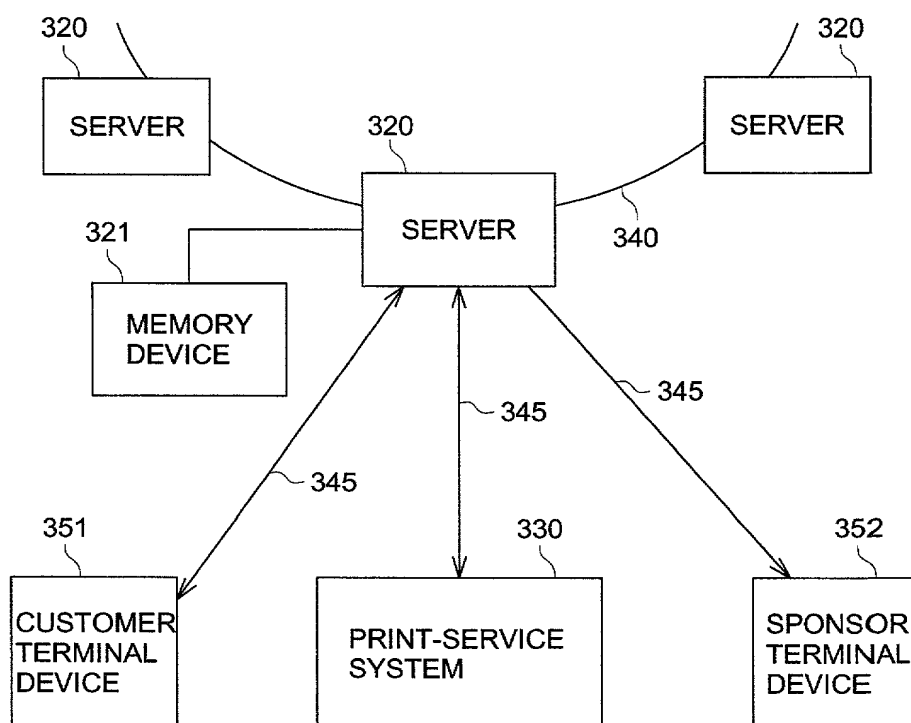 320
SERVER
320
SERVER
320
SERVER
340
321
MEMORY
DEVICE
345
345
345
351
CUSTOMER
TERMINAL
DEVICE
330
PRINT-SERVICE
SYSTEM
352
SPONSOR
TERMINAL
DEVICE